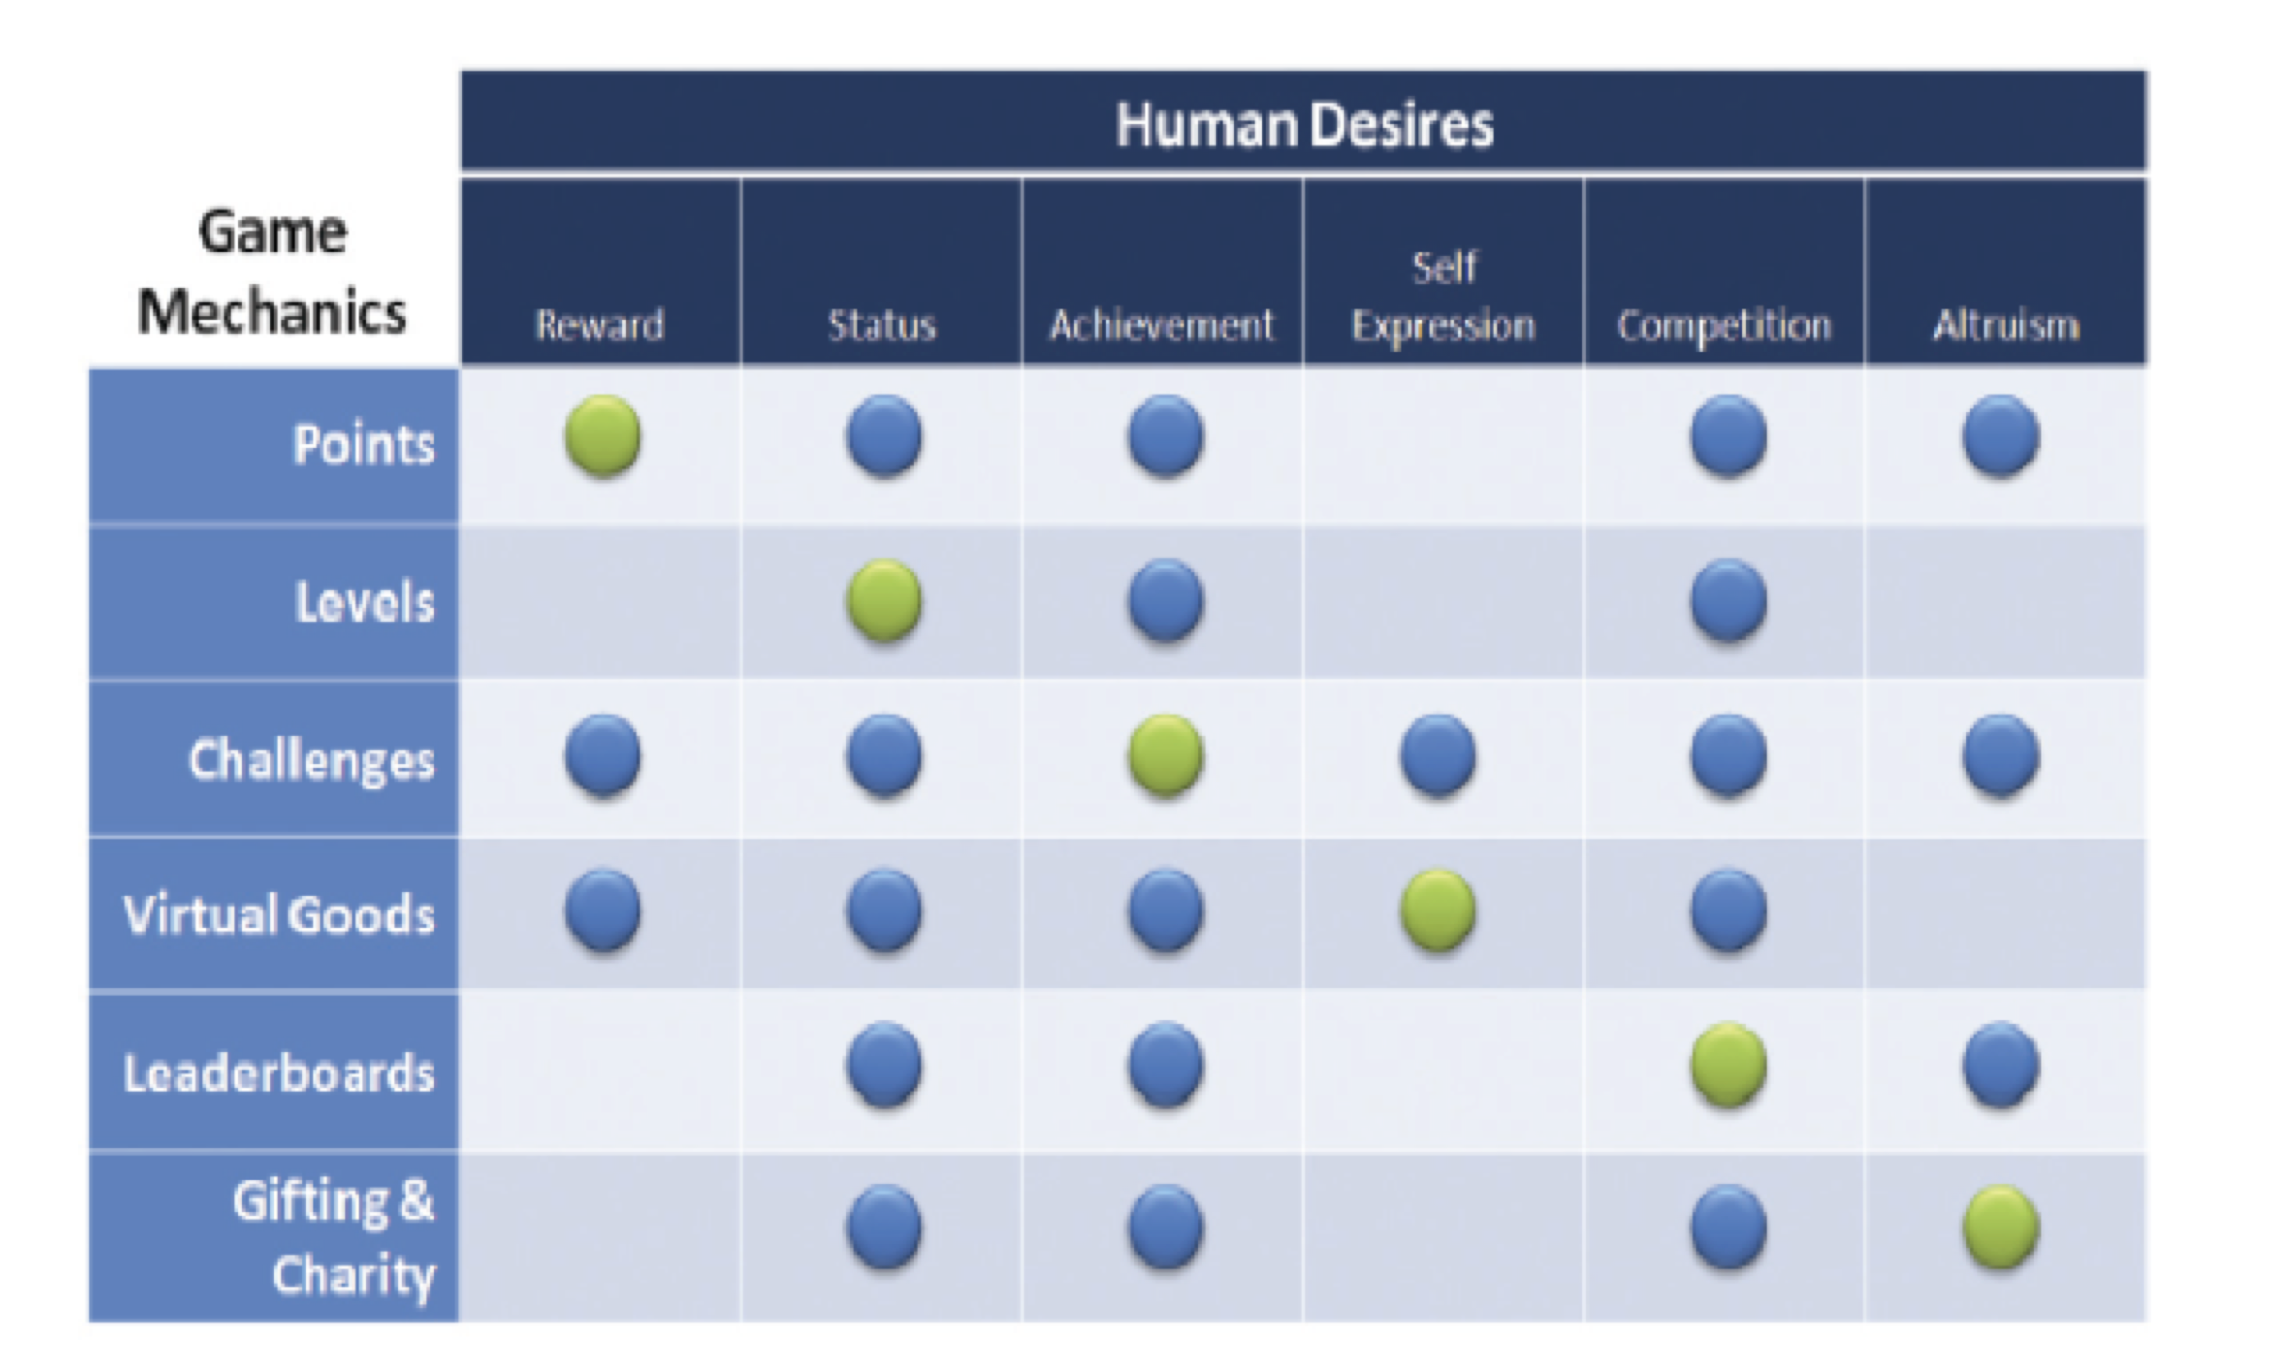 Human Desires
Game
Mechanics
Reward
Status
Achievement
Self
Expression
Competition
Altruism
Points
Levels
Challenges
Virtual Goods
Leaderboards
Gifting &
Charity